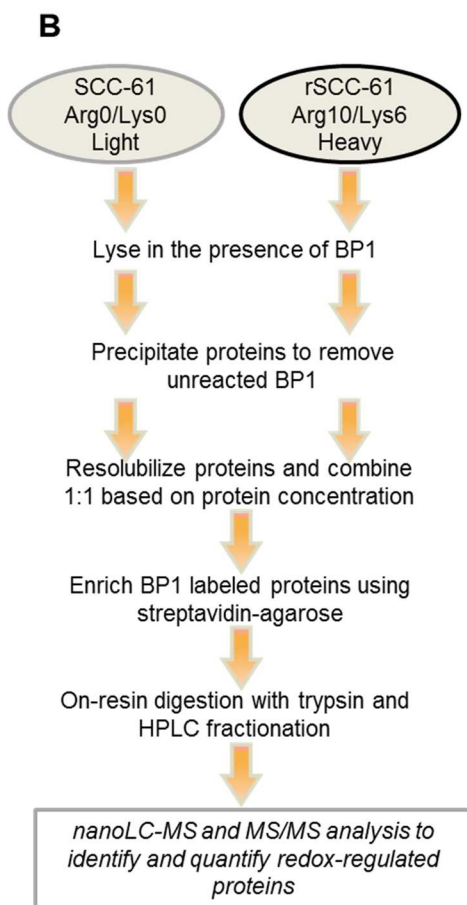 B
SCC-61
Arg0/Lys0
Light
rSCC-61
Arg10/Lys6
Heavy
Lyse in the presence of BP1
Precipitate proteins to remove
unreacted BP1
Resolubilize proteins and combine
1:1 based on protein concentration
Enrich BP1 labeled proteins using
streptavidin-agarose
On-resin digestion with trypsin and
HPLC fractionation
nanoLC-MS and MS/MS analysis to
identify and quantify redox-regulated
proteins